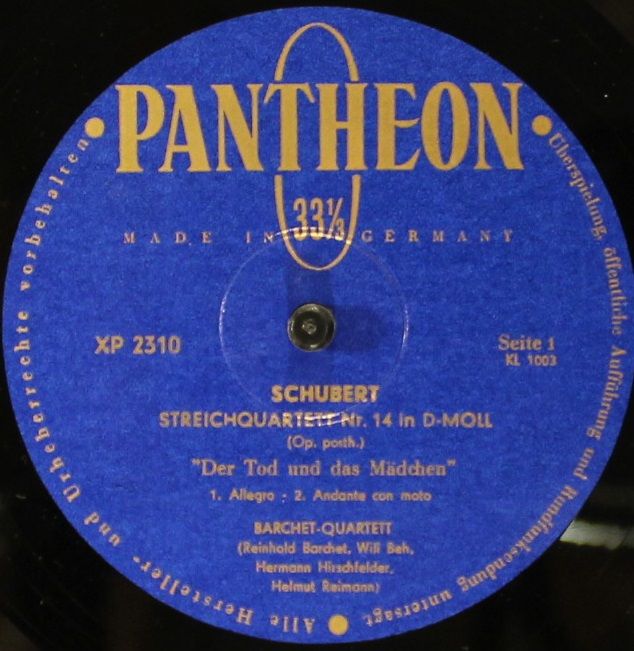 PANTHEON
33⅓
MADE IN GERMANY
XP 2310
Seite 1
KL 1003
SCHUBERT
STREICHQUARTETT Nr. 14 in D-MOLL
(Op. posth.)
"Der Tod und das Mädchen"
1. Allegro - 2. Andante con moto
BARCHET-QUARTETT
(Reinhold Barchet, Will Beh,
Hermann Hirschfelder,
Helmut Reimann)
Alle Hersteller- und Urheberrechte vorbehalten
Überspielung, öffentliche Aufführung und Rundfunksendung untersagt